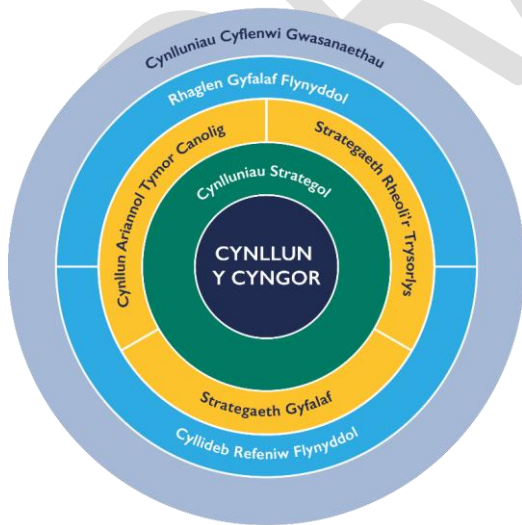 Cynlluniau Cyflenwi Gwasanaethau
Rhaglen Gyfalaf Flynyddol
Cynllun Ariannol Tymor Canolig
Strategaeth Rheoli'r Trysorlys
Cynlluniau Strategol
CYNLLUN
Y CYNGOR
Strategaeth Gyfalaf
Cyllideb Refeniw Flynyddol